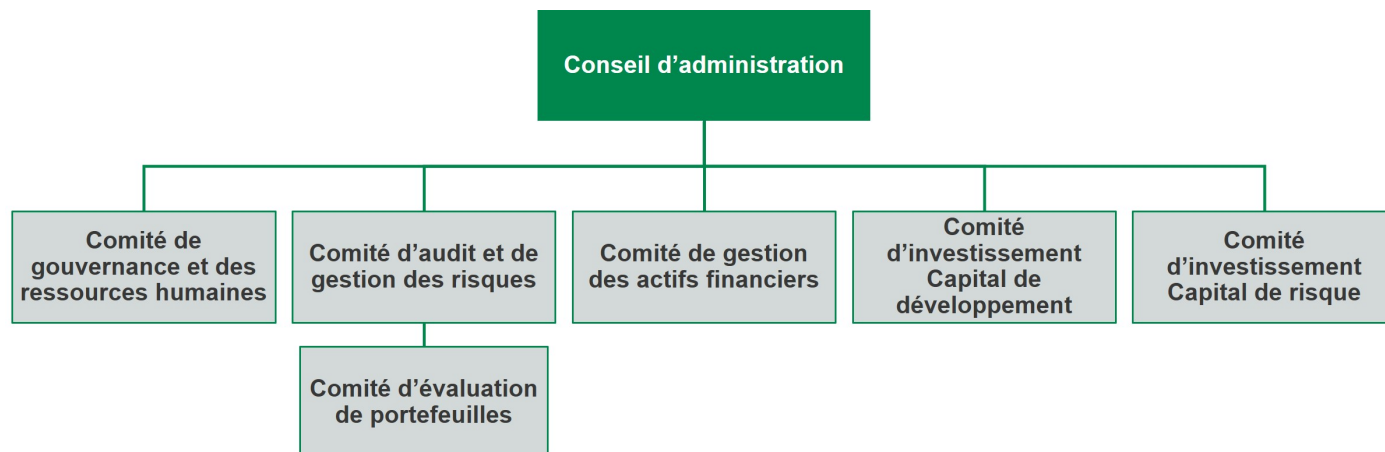 Conseil d’administration
Comité de
gouvernance et des
ressources humaines
Comité d’audit et de
gestion des risques
Comité de gestion
des actifs financiers
Comité
d’investissement
Capital de
développement
Comité
d’investissement
Capital de risque
Comité d’évaluation
de portefeuilles